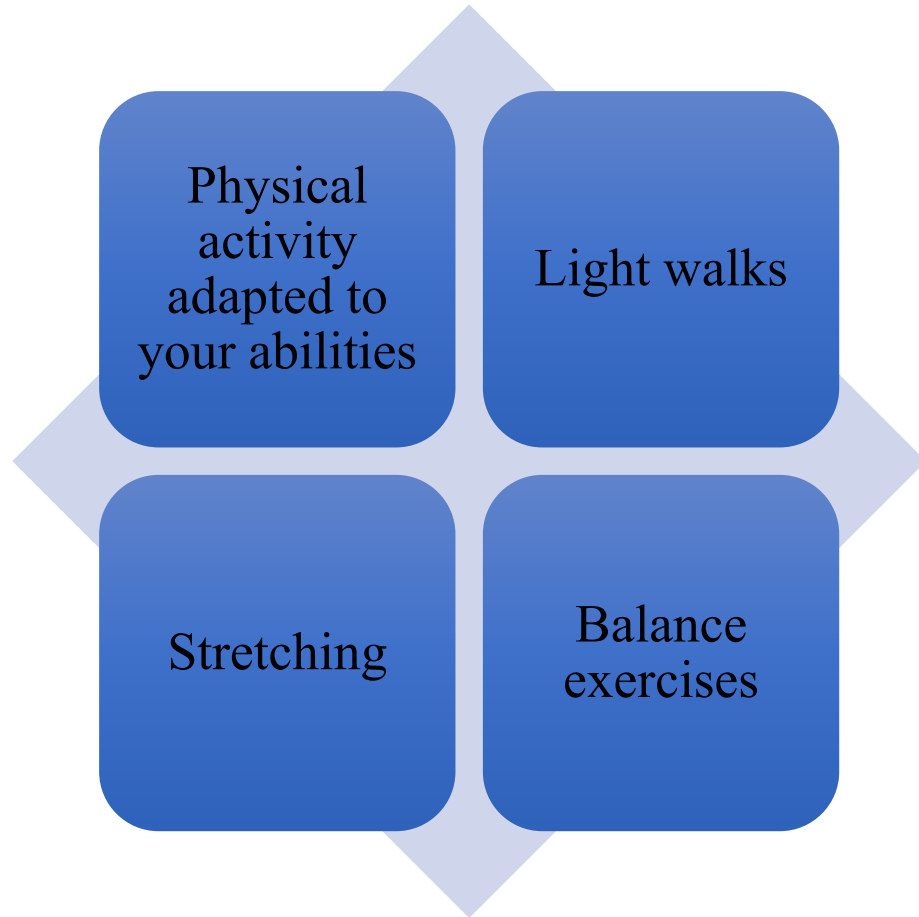 Physical
activity
adapted to
your abilities
Light walks
Stretching
Balance
exercises